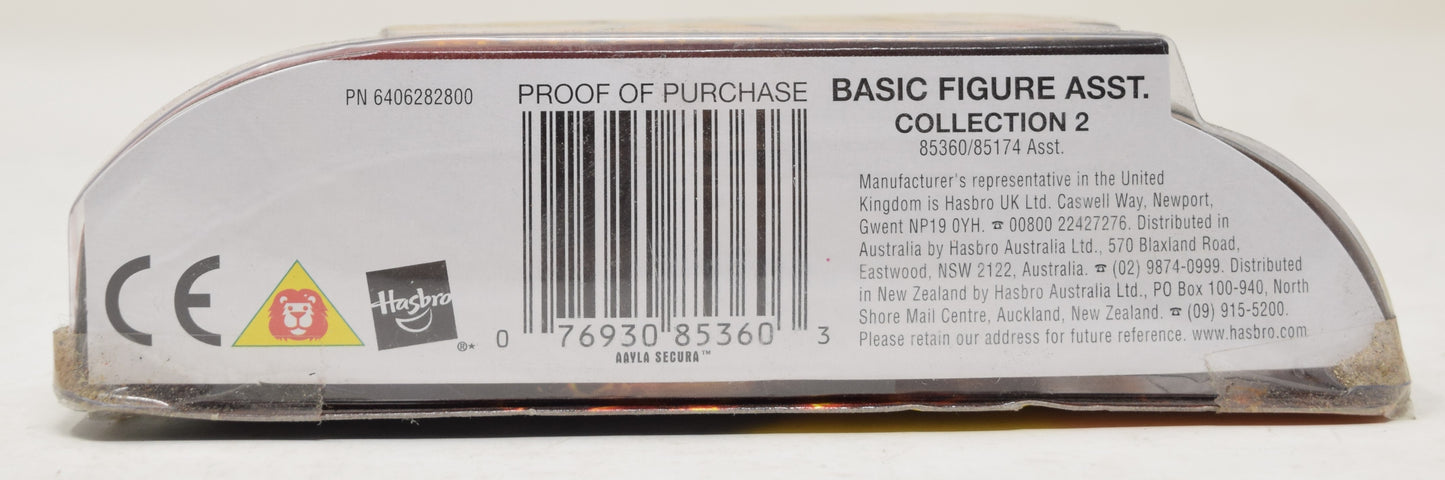 PN 6406282800
PROOF OF PURCHASE
0 76930 85360 3
AAYLA SECURA™
CE
Hasbro
®*
BASIC FIGURE ASST.
COLLECTION 2
85360/85174 Asst.
Manufacturer's representative in the United
Kingdom is Hasbro UK Ltd. Caswell Way, Newport,
Gwent NP19 0YH. ☎ 00800 22427276. Distributed in
Australia by Hasbro Australia Ltd., 570 Blaxland Road,
Eastwood, NSW 2122, Australia. ☎ (02) 9874-0999. Distributed
in New Zealand by Hasbro Australia Ltd., PO Box 100-940, North
Shore Mail Centre, Auckland, New Zealand. ☎ (09) 915-5200.
Please retain our address for future reference. www.hasbro.com